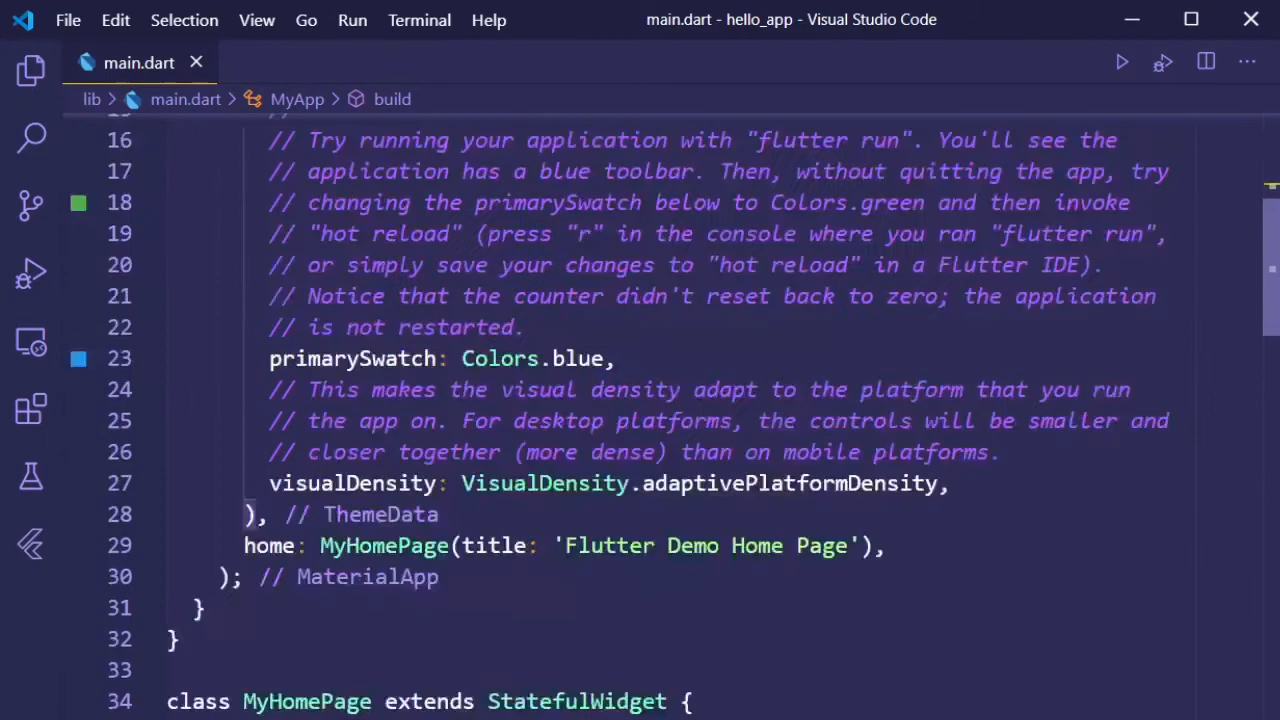 File Edit Selection View Go Run Terminal Help main.dart - hello_app - Visual Studio Code
main.dart
lib > main.dart > MyApp > build
16 // Try running your application with "flutter run". You'll see the
17 // application has a blue toolbar. Then, without quitting the app, try
18 // changing the primarySwatch below to Colors.green and then invoke
19 // "hot reload" (press "r" in the console where you ran "flutter run",
20 // or simply save your changes to "hot reload" in a Flutter IDE).
21 // Notice that the counter didn't reset back to zero; the application
22 // is not restarted.
23 primarySwatch: Colors.blue,
24 // This makes the visual density adapt to the platform that you run
25 // the app on. For desktop platforms, the controls will be smaller and
26 // closer together (more dense) than on mobile platforms.
27 visualDensity: VisualDensity.adaptivePlatformDensity,
28 ), // ThemeData
29 home: MyHomePage(title: 'Flutter Demo Home Page'),
30 ); // MaterialApp
31 }
32 }
33
34 class MyHomePage extends StatefulWidget {